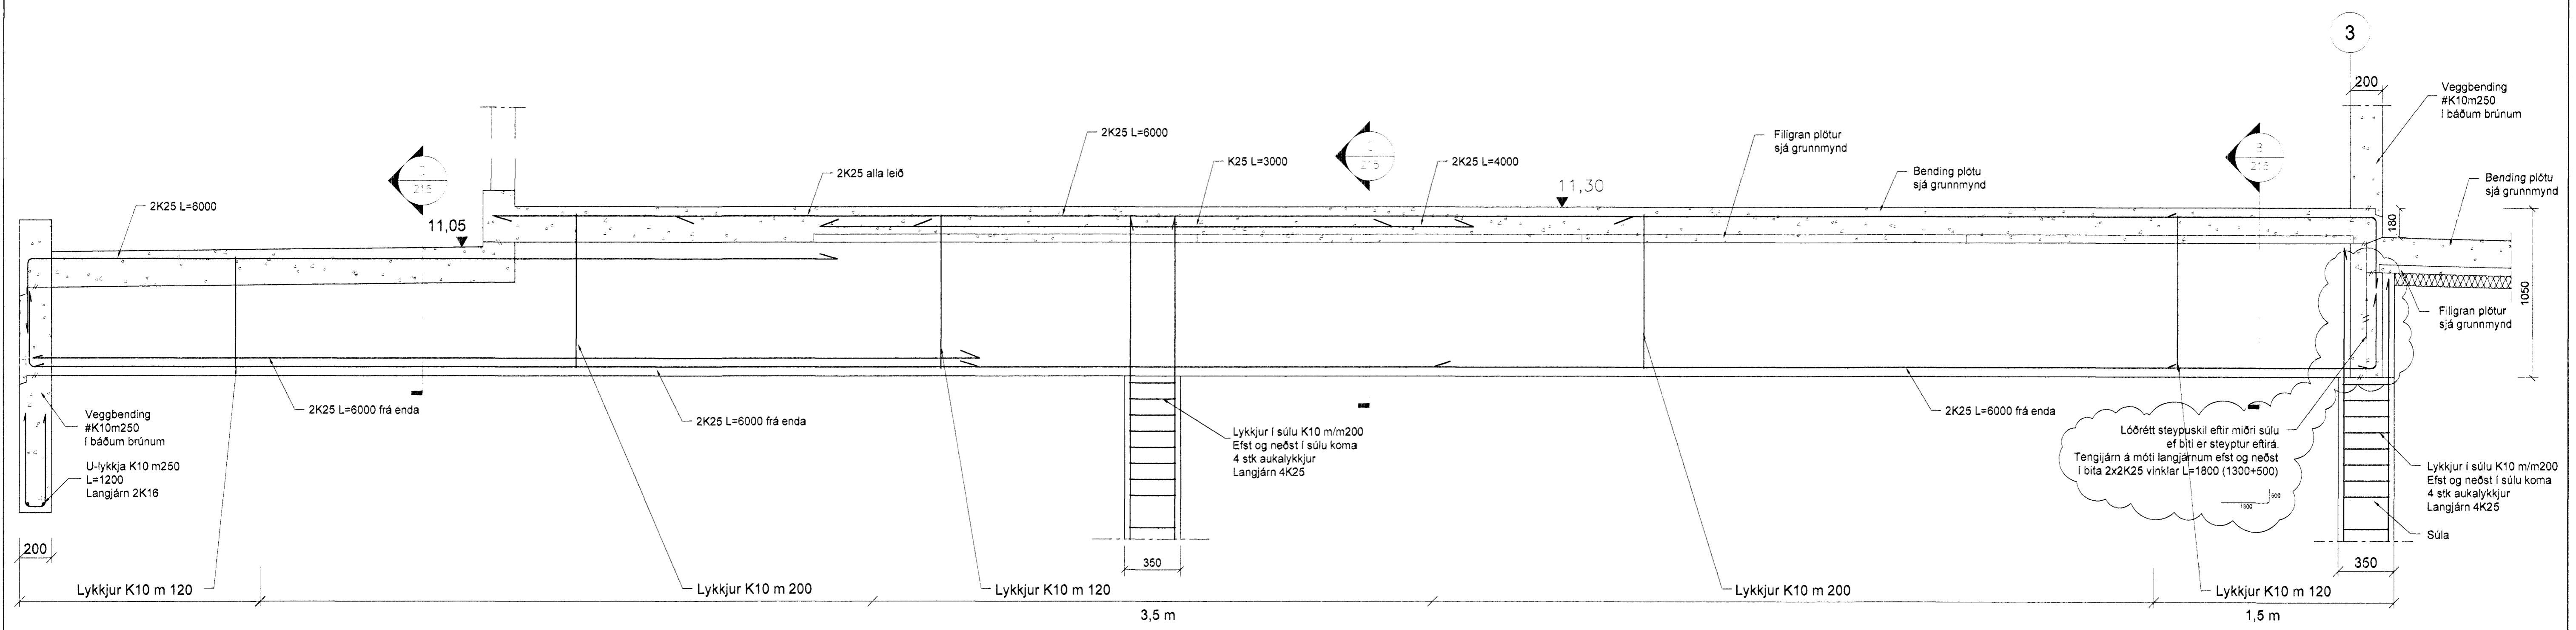 3
200
Veggbending
#K10m250
í báðum brúnum
2K25 L=6000
Filigran plötur
sjá grunnmynd
K25 L=3000
2K25 L=4000
215
215
215
B
2K25 alla leið
11,30
Bending plötu
sjá grunnmynd
Bending plötu
sjá grunnmynd
2K25 L=6000
11,05
180
1050
Filigran plötur
sjá grunnmynd
2K25 L=6000 frá enda
2K25 L=6000 frá enda
2K25 L=6000 frá enda
Veggbending
#K10m250
í báðum brúnum
U-lykkja K10 m250
L=1200
Langjárn 2K16
Lykkjur í súlu K10 m/m200
Efst og neðst í súlu koma
4 stk aukalykkjur
Langjárn 4K25
Lóðrétt steypuskil eftir miðri súlu
ef biti er steyptur eftirá.
Tengijárn á móti langjárnum efst og neðst
í bita 2x2K25 vinklar L=1800 (1300+500)
500
1300
Lykkjur í súlu K10 m/m200
Efst og neðst í súlu koma
4 stk aukalykkjur
Langjárn 4K25
Súla
200
350
350
Lykkjur K10 m 120
Lykkjur K10 m 200
Lykkjur K10 m 120
Lykkjur K10 m 200
Lykkjur K10 m 120
3,5 m
1,5 m